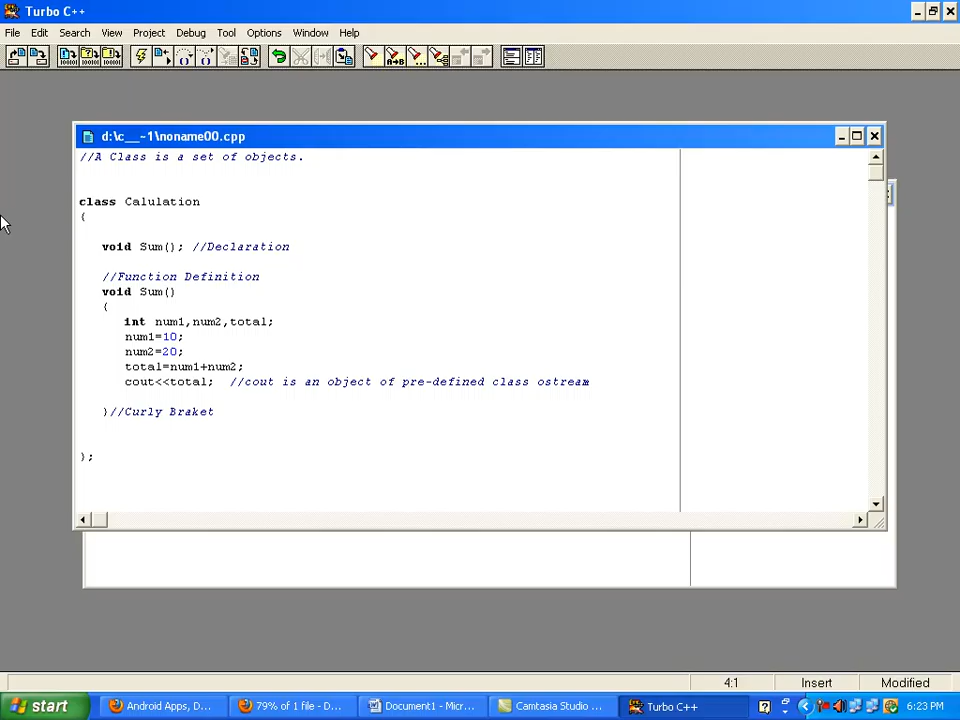 Turbo C++
File Edit Search View Project Debug Tool Options Window Help
d:\c__~1\noname00.cpp
//A Class is a set of objects.
class Calulation
{
void Sum(); //Declaration
//Function Definition
void Sum()
{
int num1,num2,total;
num1=10;
num2=20;
total=num1+num2;
cout<<total; //cout is an object of pre-defined class ostream
}//Curly Braket
};
4:1 Insert Modified
start Android Apps, D... 79% of 1 file - D... Document1 - Micr... Camtasia Studio ... Turbo C++ 6:23 PM